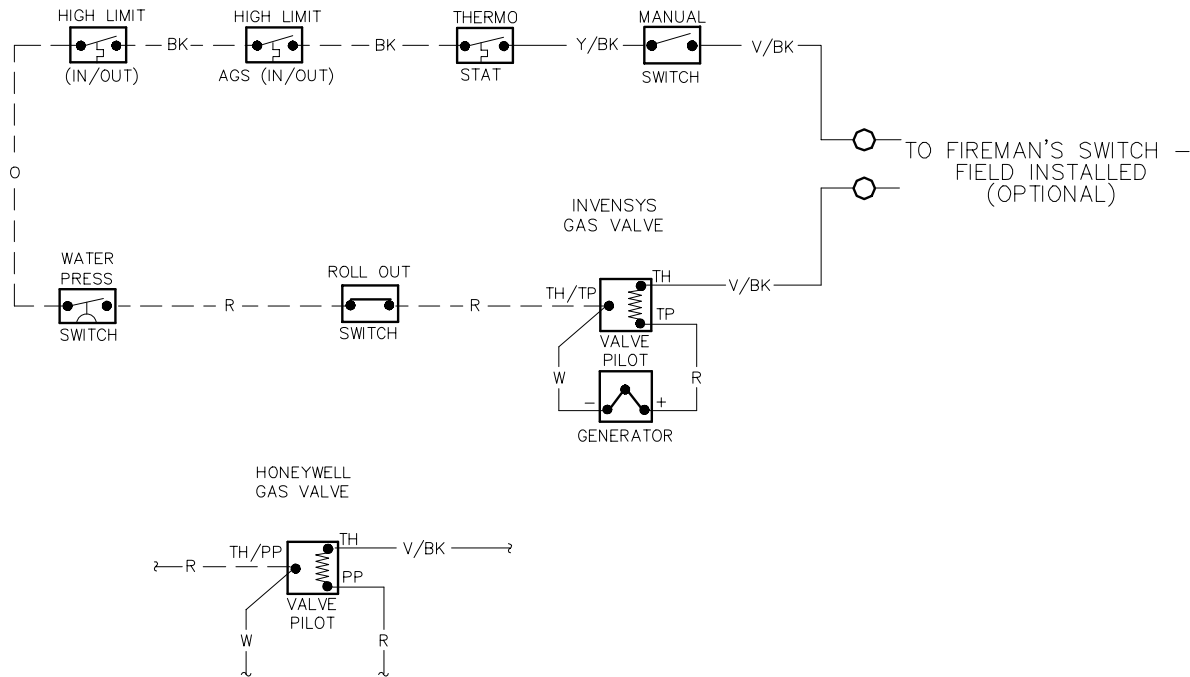 HIGH LIMIT
HIGH LIMIT
THERMO
MANUAL
BK
BK
Y/BK
V/BK
(IN/OUT)
AGS (IN/OUT)
STAT
SWITCH
TO FIREMAN'S SWITCH –
FIELD INSTALLED
(OPTIONAL)
O
INVENSYS
GAS VALVE
WATER
PRESS
SWITCH
R
ROLL OUT
SWITCH
R
TH/TP
TH
V/BK
TP
VALVE
PILOT
W
R
–
+
GENERATOR
HONEYWELL
GAS VALVE
R
TH/PP
TH
V/BK
PP
VALVE
PILOT
W
R